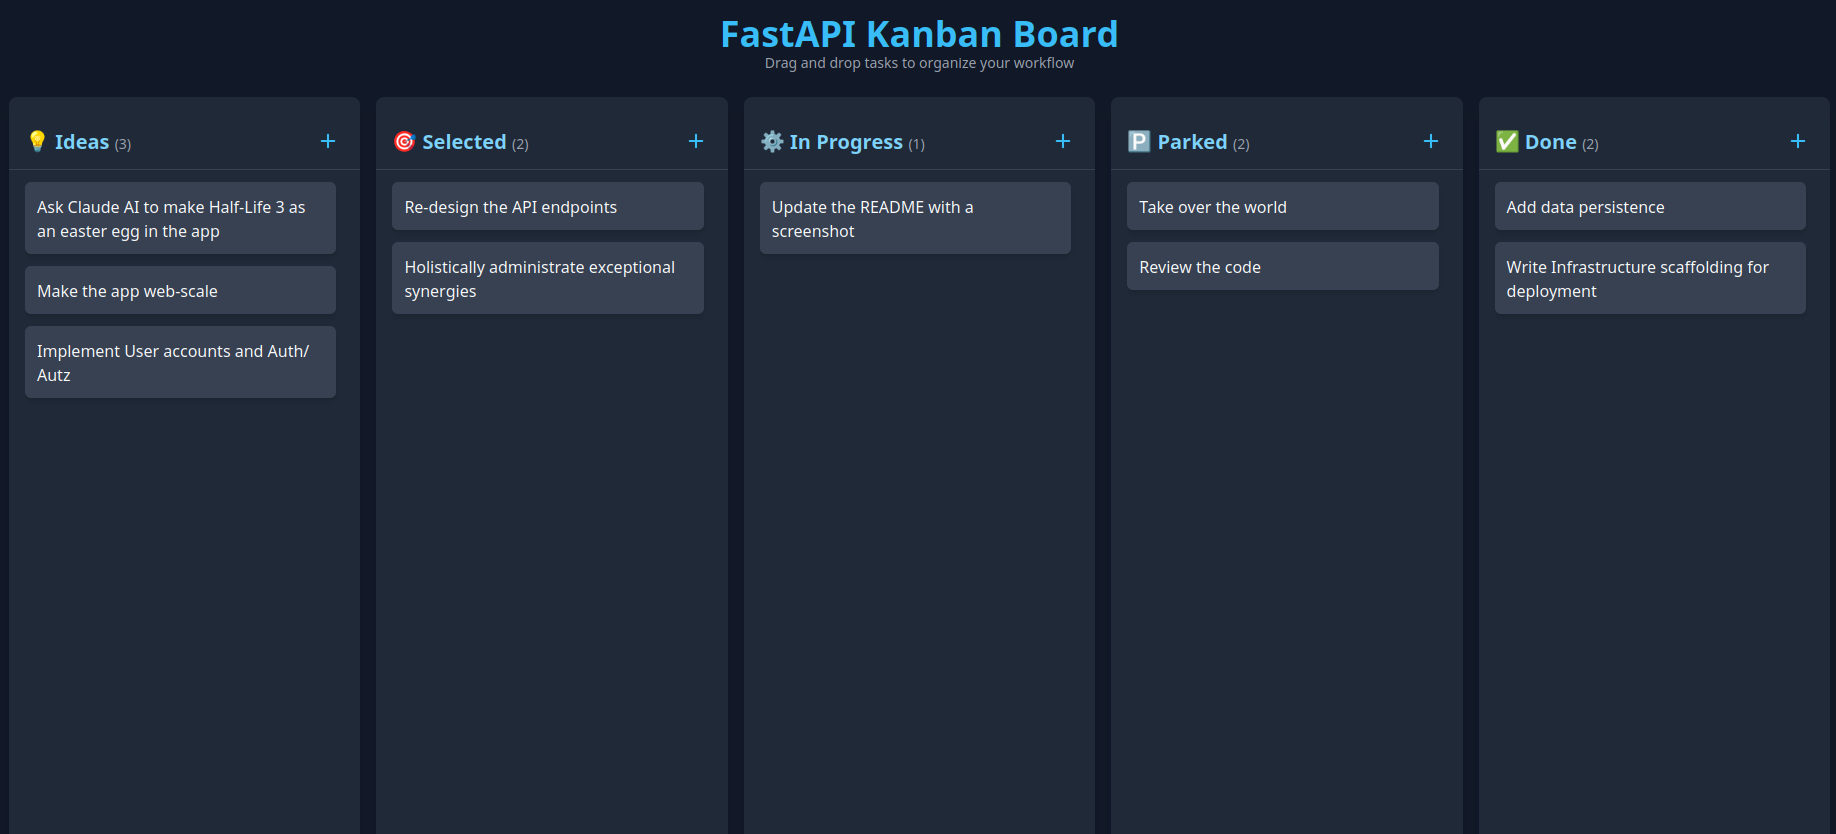 FastAPI Kanban Board
Drag and drop tasks to organize your workflow
💡 Ideas (3) +
Ask Claude AI to make Half-Life 3 as
an easter egg in the app
Make the app web-scale
Implement User accounts and Auth/
Autz
🎯 Selected (2) +
Re-design the API endpoints
Holistically administrate exceptional
synergies
⚙️ In Progress (1) +
Update the README with a
screenshot
🅿️ Parked (2) +
Take over the world
Review the code
✅ Done (2) +
Add data persistence
Write Infrastructure scaffolding for
deployment